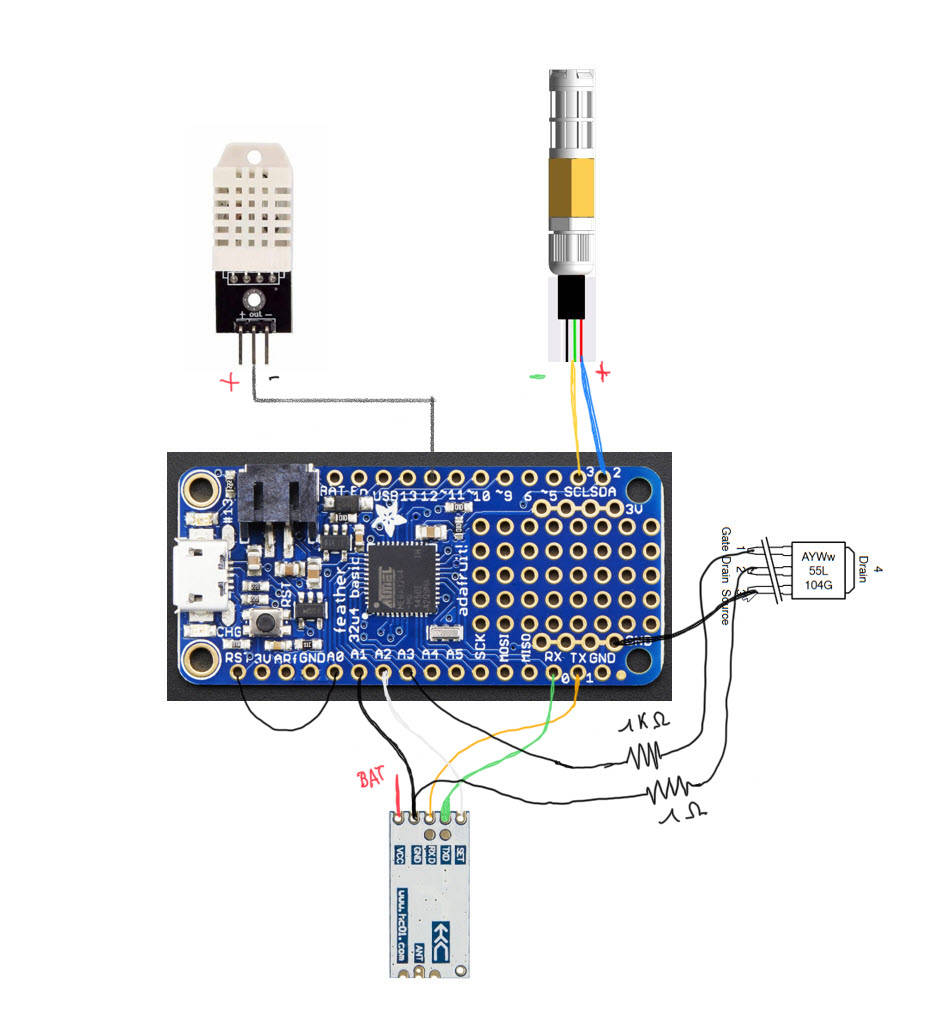 + out −
+ -
- +
3 2
BAT En USB 13 12 ~11 ~10 ~9 6 ~5 SCL SDA
#13
3V
adafruit
feather
32u4 basic
ATMEL
RST
CHG
SCK
MOSI
MISO
GND
RST 3V ARf GND A0 A1 A2 A3 A4 A5 RX TX GND
0 1
Gate Drain Source
1
2
3
AYWw
55L
104G
Drain
4
1KΩ
1Ω
BAT
VCC
GND
RXD
TXD
SET
www.hc01.com
HC
ANT